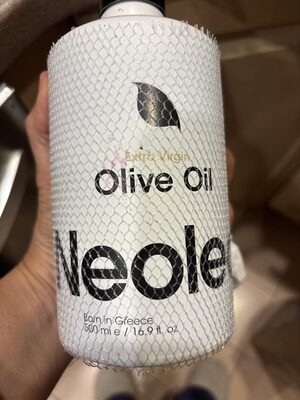 Extra Virgin
Olive Oil
Neole
Born in Greece
500 ml e / 16.9 fl. oz